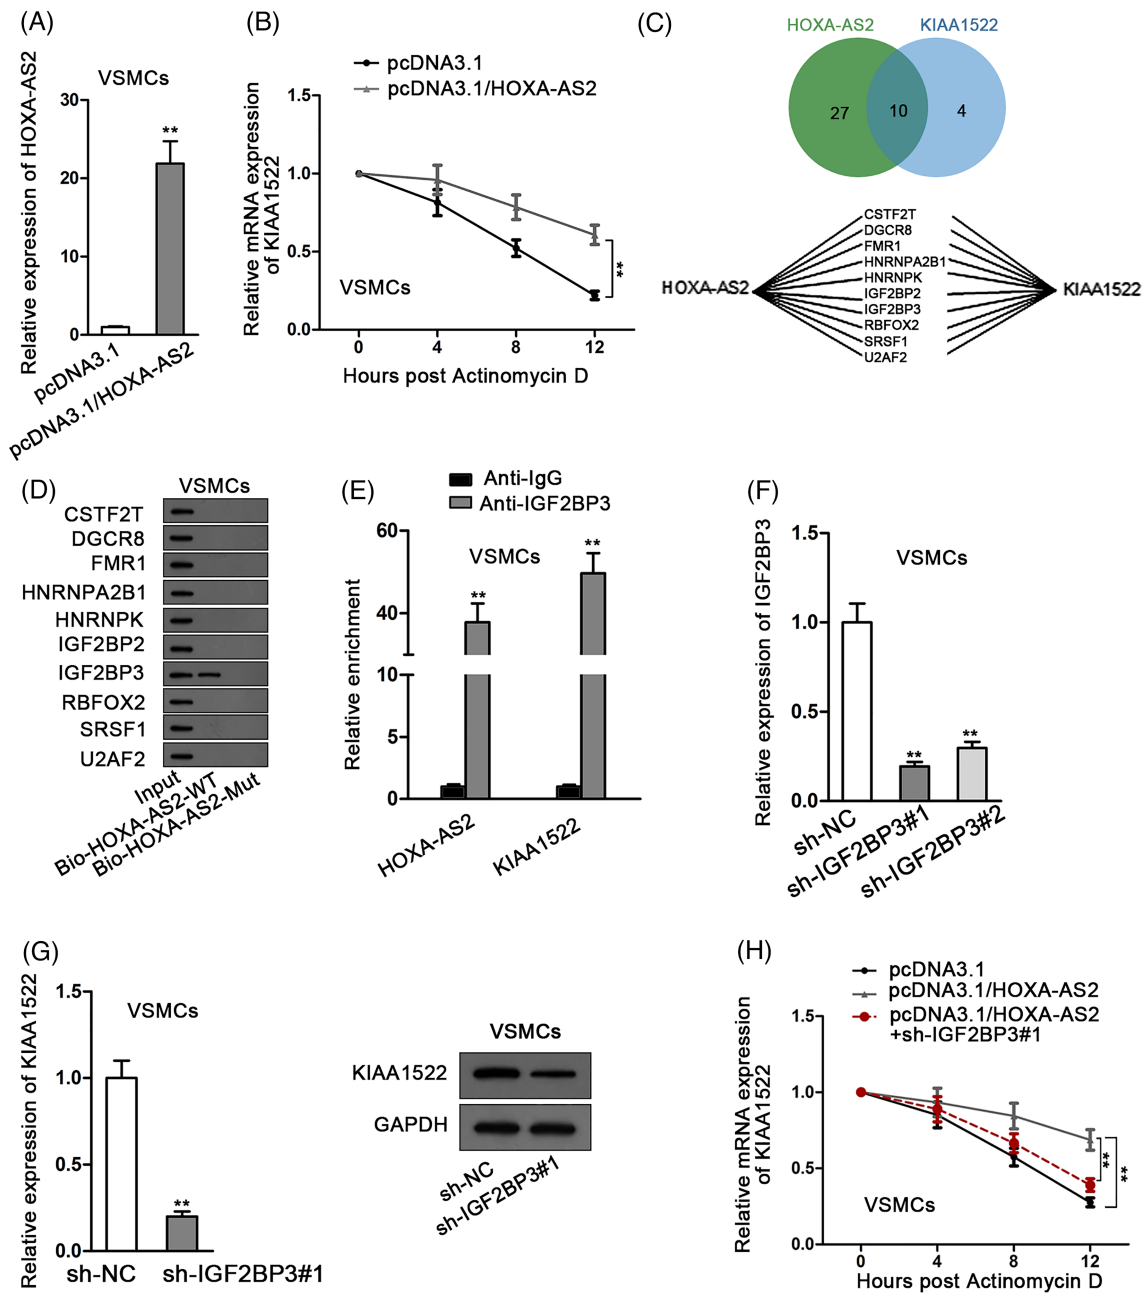 (A)
VSMCs
Relative expression of HOXA-AS2
30
20
10
0
**
pcDNA3.1
pcDNA3.1/HOXA-AS2
(B)
pcDNA3.1
pcDNA3.1/HOXA-AS2
Relative mRNA expression
of KIAA1522
1.5
1.0
0.5
0.0
**
VSMCs
0 4 8 12
Hours post Actinomycin D
(C)
HOXA-AS2 KIAA1522
27 10 4
CSTF2T
DGCR8
FMR1
HNRNPA2B1
HNRNPK
HOXA-AS2 KIAA1522
IGF2BP2
IGF2BP3
RBFOX2
SRSF1
U2AF2
(D)
VSMCs
CSTF2T
DGCR8
FMR1
HNRNPA2B1
HNRNPK
IGF2BP2
IGF2BP3
RBFOX2
SRSF1
U2AF2
Input
Bio-HOXA-AS2-WT
Bio-HOXA-AS2-Mut
(E)
Anti-IgG
Anti-IGF2BP3
VSMCs
Relative enrichment
60
40
10
5
0
**
**
HOXA-AS2
KIAA1522
(F)
VSMCs
Relative expression of IGF2BP3
1.5
1.0
0.5
0.0
**
**
sh-NC
sh-IGF2BP3#1
sh-IGF2BP3#2
(G)
VSMCs
Relative expression of KIAA1522
1.5
1.0
0.5
0.0
**
sh-NC sh-IGF2BP3#1
VSMCs
KIAA1522
GAPDH
sh-NC
sh-IGF2BP3#1
(H)
pcDNA3.1
pcDNA3.1/HOXA-AS2
pcDNA3.1/HOXA-AS2
+sh-IGF2BP3#1
Relative mRNA expression
of KIAA1522
1.5
1.0
0.5
0.0
**
**
VSMCs
0 4 8 12
Hours post Actinomycin D